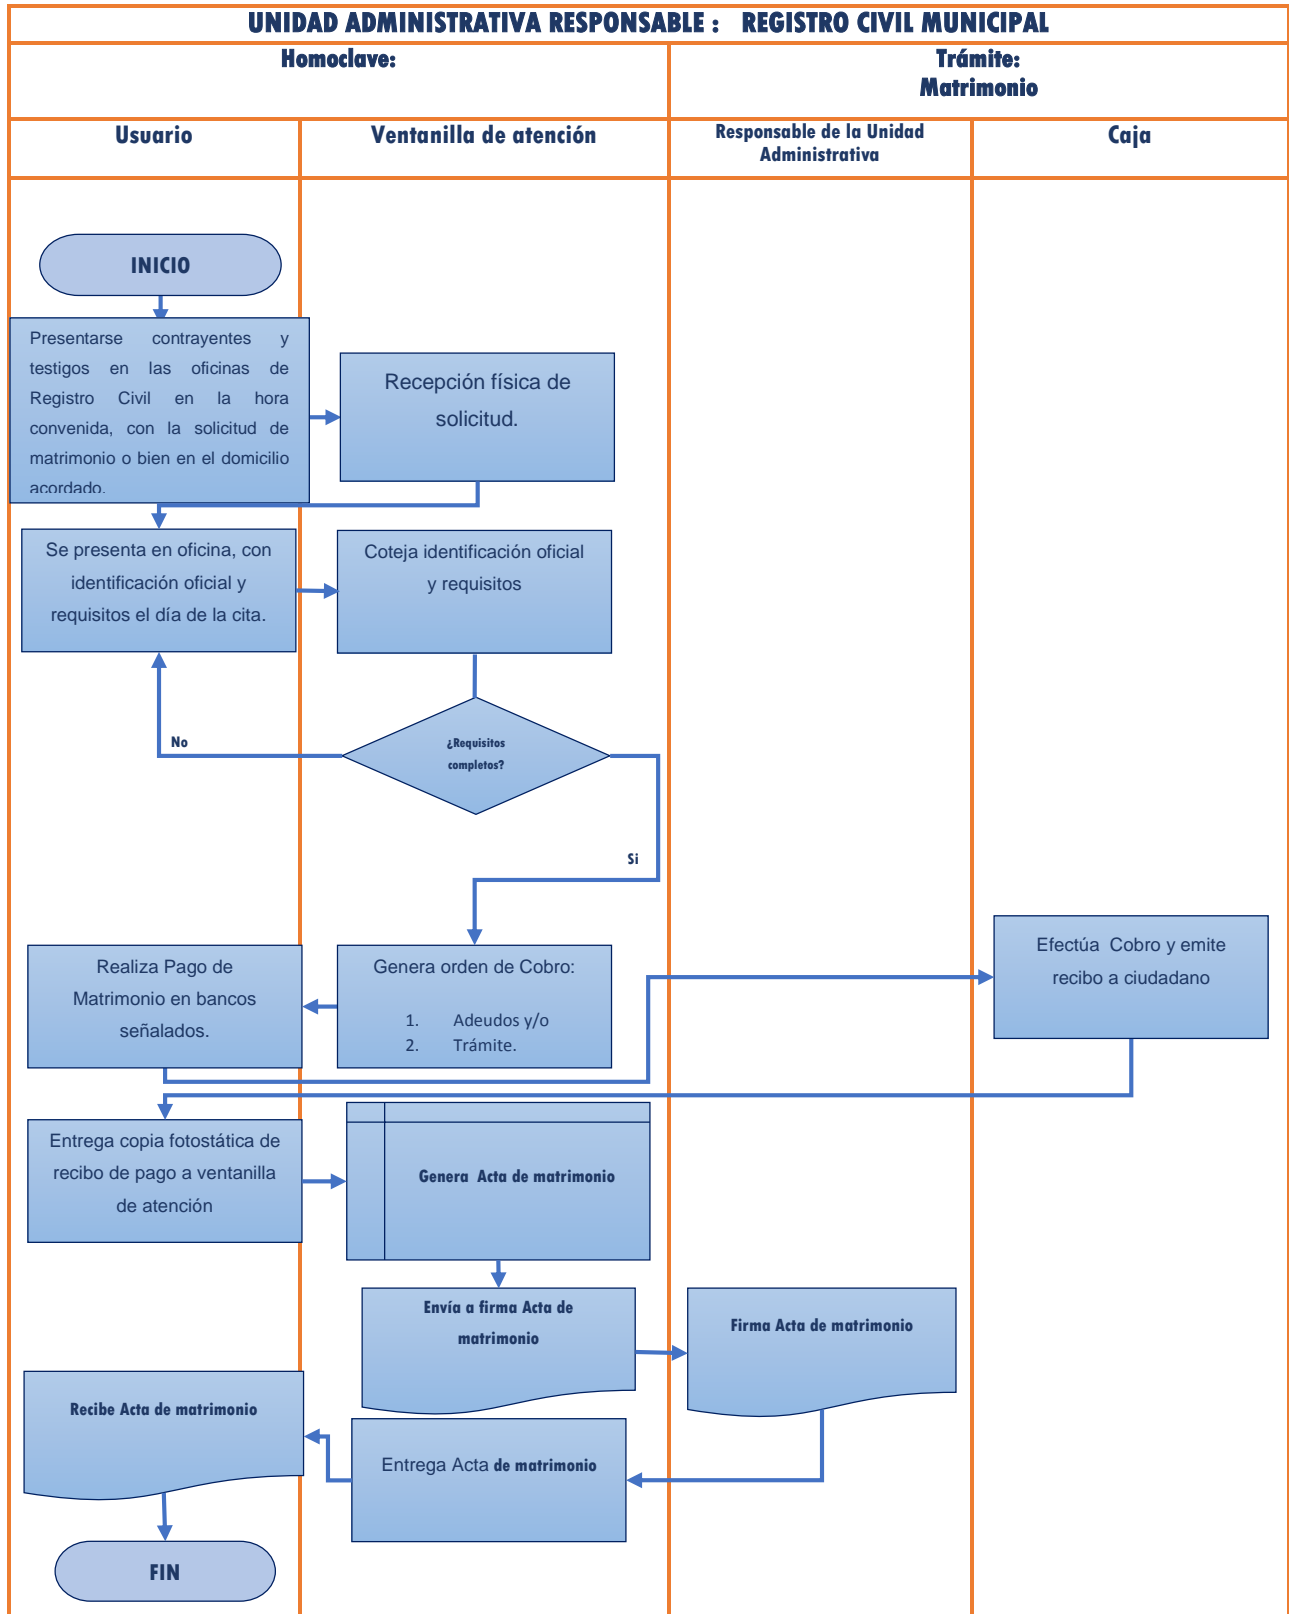 UNIDAD ADMINISTRATIVA RESPONSABLE : REGISTRO CIVIL MUNICIPAL
Homoclave:
Trámite:
Matrimonio
Usuario
Ventanilla de atención
Responsable de la Unidad
Administrativa
Caja
INICIO
Presentarse contrayentes y
testigos en las oficinas de
Registro Civil en la hora
convenida, con la solicitud de
matrimonio o bien en el domicilio
acordado.
Recepción física de
solicitud.
Se presenta en oficina, con
identificación oficial y
requisitos el día de la cita.
Coteja identificación oficial
y requisitos
¿Requisitos
completos?
No
Si
Genera orden de Cobro:
1. Adeudos y/o
2. Trámite.
Realiza Pago de
Matrimonio en bancos
señalados.
Efectúa Cobro y emite
recibo a ciudadano
Entrega copia fotostática de
recibo de pago a ventanilla
de atención
Genera Acta de matrimonio
Envía a firma Acta de
matrimonio
Firma Acta de matrimonio
Entrega Acta de matrimonio
Recibe Acta de matrimonio
FIN